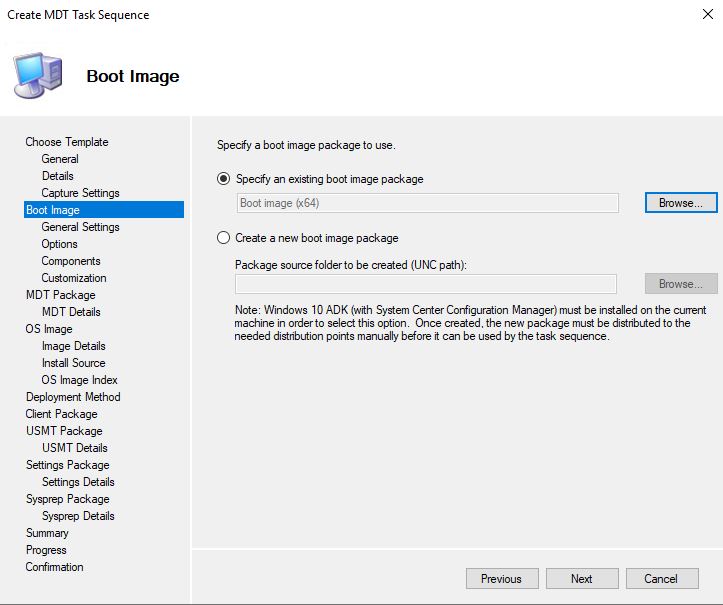 Create MDT Task Sequence
Boot Image
Choose Template
General
Details
Capture Settings
Boot Image
General Settings
Options
Components
Customization
MDT Package
MDT Details
OS Image
Image Details
Install Source
OS Image Index
Deployment Method
Client Package
USMT Package
USMT Details
Settings Package
Settings Details
Sysprep Package
Sysprep Details
Summary
Progress
Confirmation
Specify a boot image package to use.
Specify an existing boot image package
Boot image (x64)
Browse...
Create a new boot image package
Package source folder to be created (UNC path):
Browse...
Note: Windows 10 ADK (with System Center Configuration Manager) must be installed on the current
machine in order to select this option.  Once created, the new package must be distributed to the
needed distribution points manually before it can be used by the task sequence.
Previous
Next
Cancel